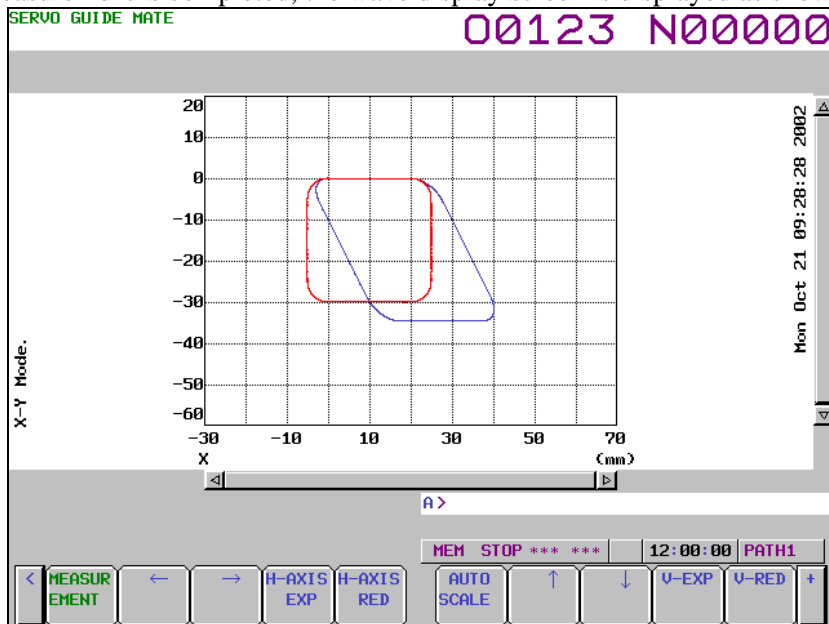 SERVO GUIDE MATE
O0123 N00000
20
10
0
-10
-20
-30
-40
-50
-60
-30 -10 10 30 50 70
X (mm)
X-Y Mode.
Mon Oct 21 09:28:28 2002
A>
MEM STOP *** *** 12:00:00 PATH1
< MEASUREMENT ← → H-AXIS EXP H-AXIS RED AUTO SCALE ↑ ↓ V-EXP V-RED +